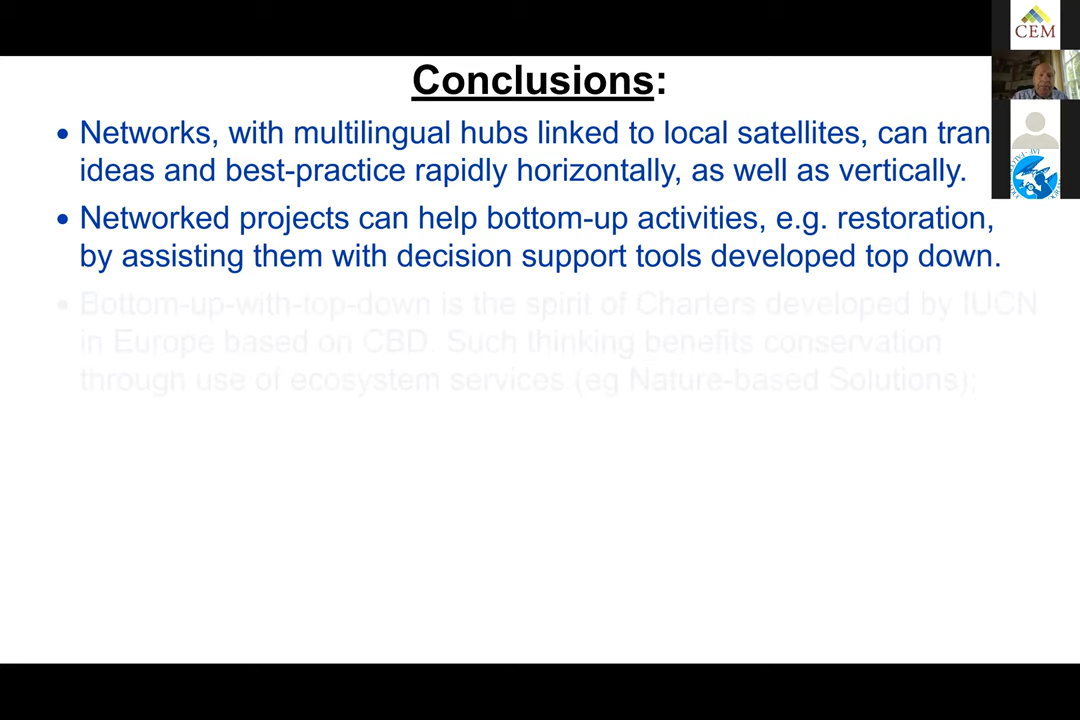 Conclusions:
• Networks, with multilingual hubs linked to local satellites, can tran
ideas and best-practice rapidly horizontally, as well as vertically.
• Networked projects can help bottom-up activities, e.g. restoration,
by assisting them with decision support tools developed top down.
• Bottom-up-with-top-down is the spirit of Charters developed by IUCN
in Europe based on CBD. Such thinking benefits conservation
through use of ecosystem services (eg Nature-based Solutions):
CEM